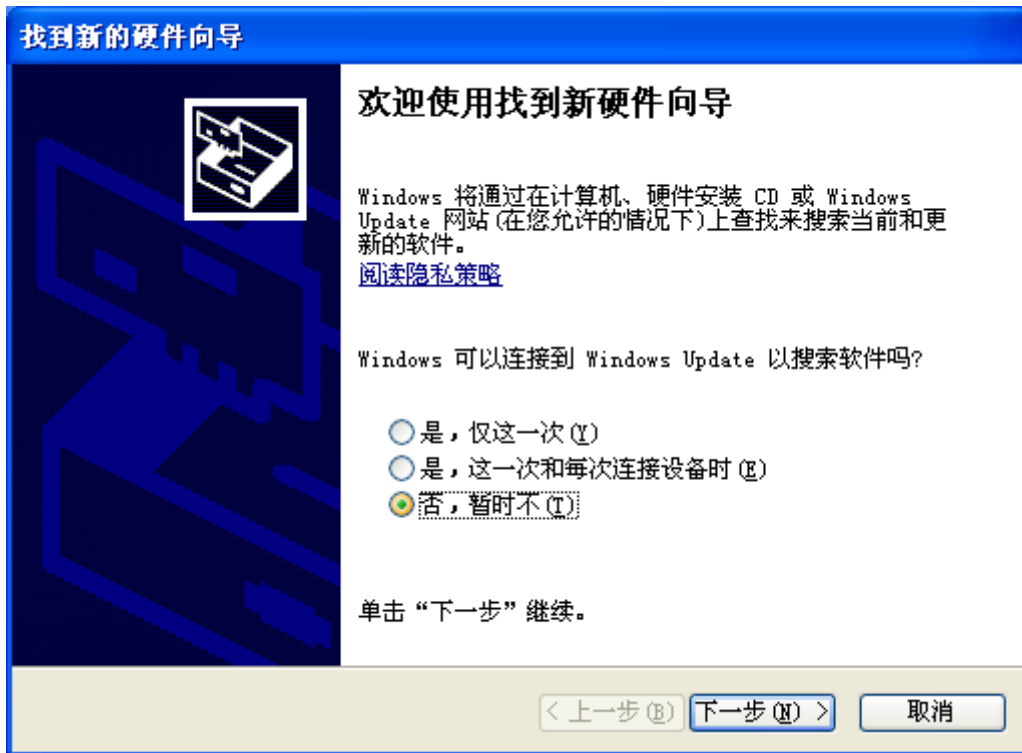 找到新的硬件向导
欢迎使用找到新硬件向导
Windows 将通过在计算机、硬件安装 CD 或 Windows
Update 网站(在您允许的情况下)上查找来搜索当前和更
新的软件。
阅读隐私策略
Windows 可以连接到 Windows Update 以搜索软件吗?
是，仅这一次(Y)
是，这一次和每次连接设备时(E)
否，暂时不(T)
单击“下一步”继续。
< 上一步(B) 下一步(N) > 取消